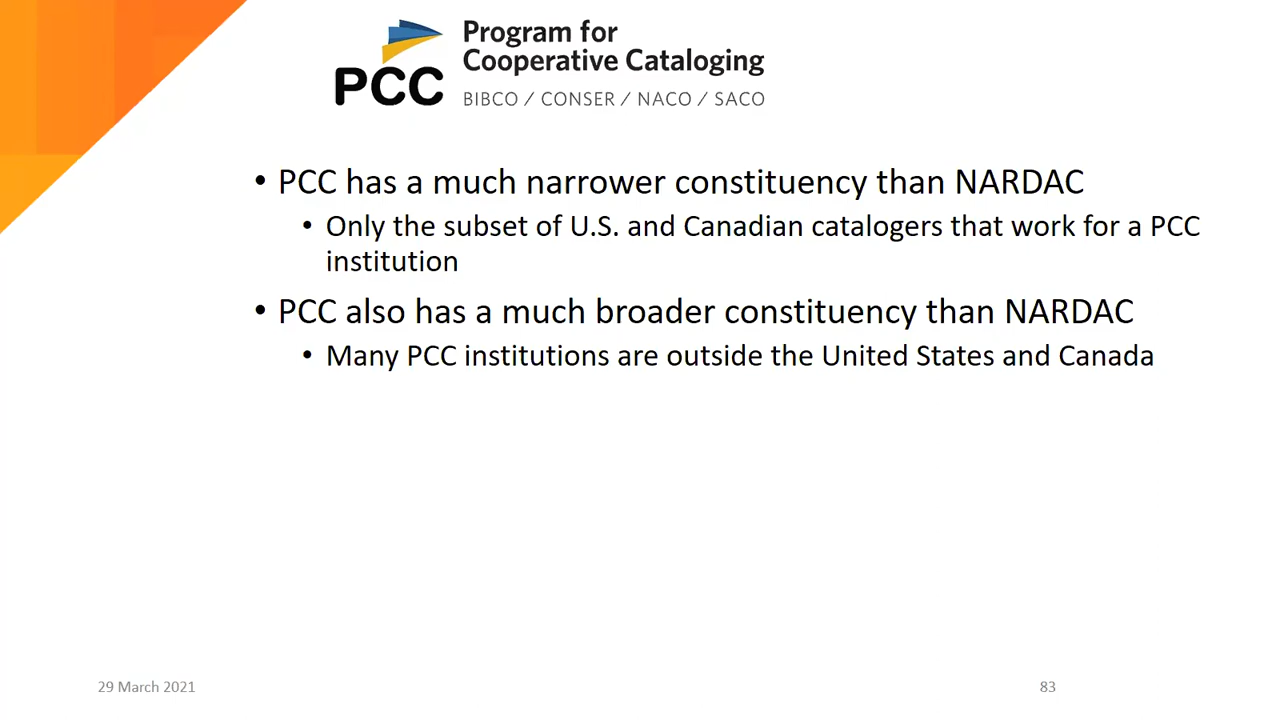 Program for
Cooperative Cataloging
PCC
BIBCO / CONSER / NACO / SACO
• PCC has a much narrower constituency than NARDAC
• Only the subset of U.S. and Canadian catalogers that work for a PCC
institution
• PCC also has a much broader constituency than NARDAC
• Many PCC institutions are outside the United States and Canada
29 March 2021
83